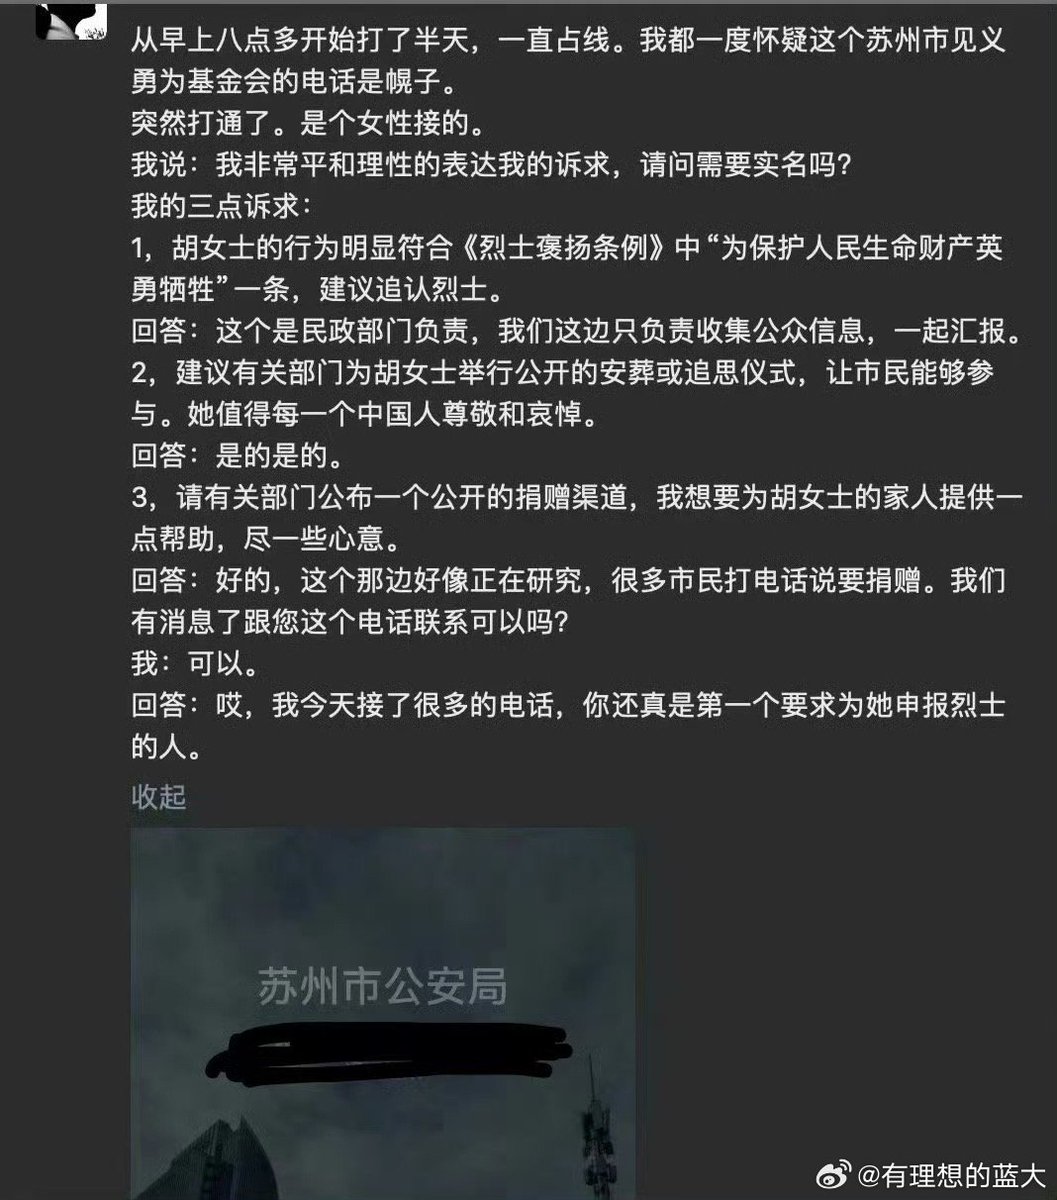 从早上八点多开始打了半天，一直占线。我都一度怀疑这个苏州市见义
勇为基金会的电话是幌子。
突然打通了。是个女性接的。
我说：我非常平和理性的表达我的诉求，请问需要实名吗？
我的三点诉求：
1，胡女士的行为明显符合《烈士褒扬条例》中“为保护人民生命财产英
勇牺牲”一条，建议追认烈士。
回答：这个是民政部门负责，我们这边只负责收集公众信息，一起汇报。
2，建议有关部门为胡女士举行公开的安葬或追思仪式，让市民能够参
与。她值得每一个中国人尊敬和哀悼。
回答：是的是的。
3，请有关部门公布一个公开的捐赠渠道，我想要为胡女士的家人提供一
点帮助，尽一些心意。
回答：好的，这个那边好像正在研究，很多市民打电话说要捐赠。我们
有消息了跟您这个电话联系可以吗？
我：可以。
回答：哎，我今天接了很多的电话，你还真是第一个要求为她申报烈士
的人。
收起
苏州市公安局
@有理想的蓝大